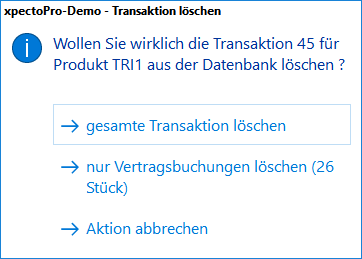 xpectoPro-Demo - Transaktion löschen
Wollen Sie wirklich die Transaktion 45 für
Produkt TRI1 aus der Datenbank löschen ?
gesamte Transaktion löschen
nur Vertragsbuchungen löschen (26
Stück)
Aktion abbrechen